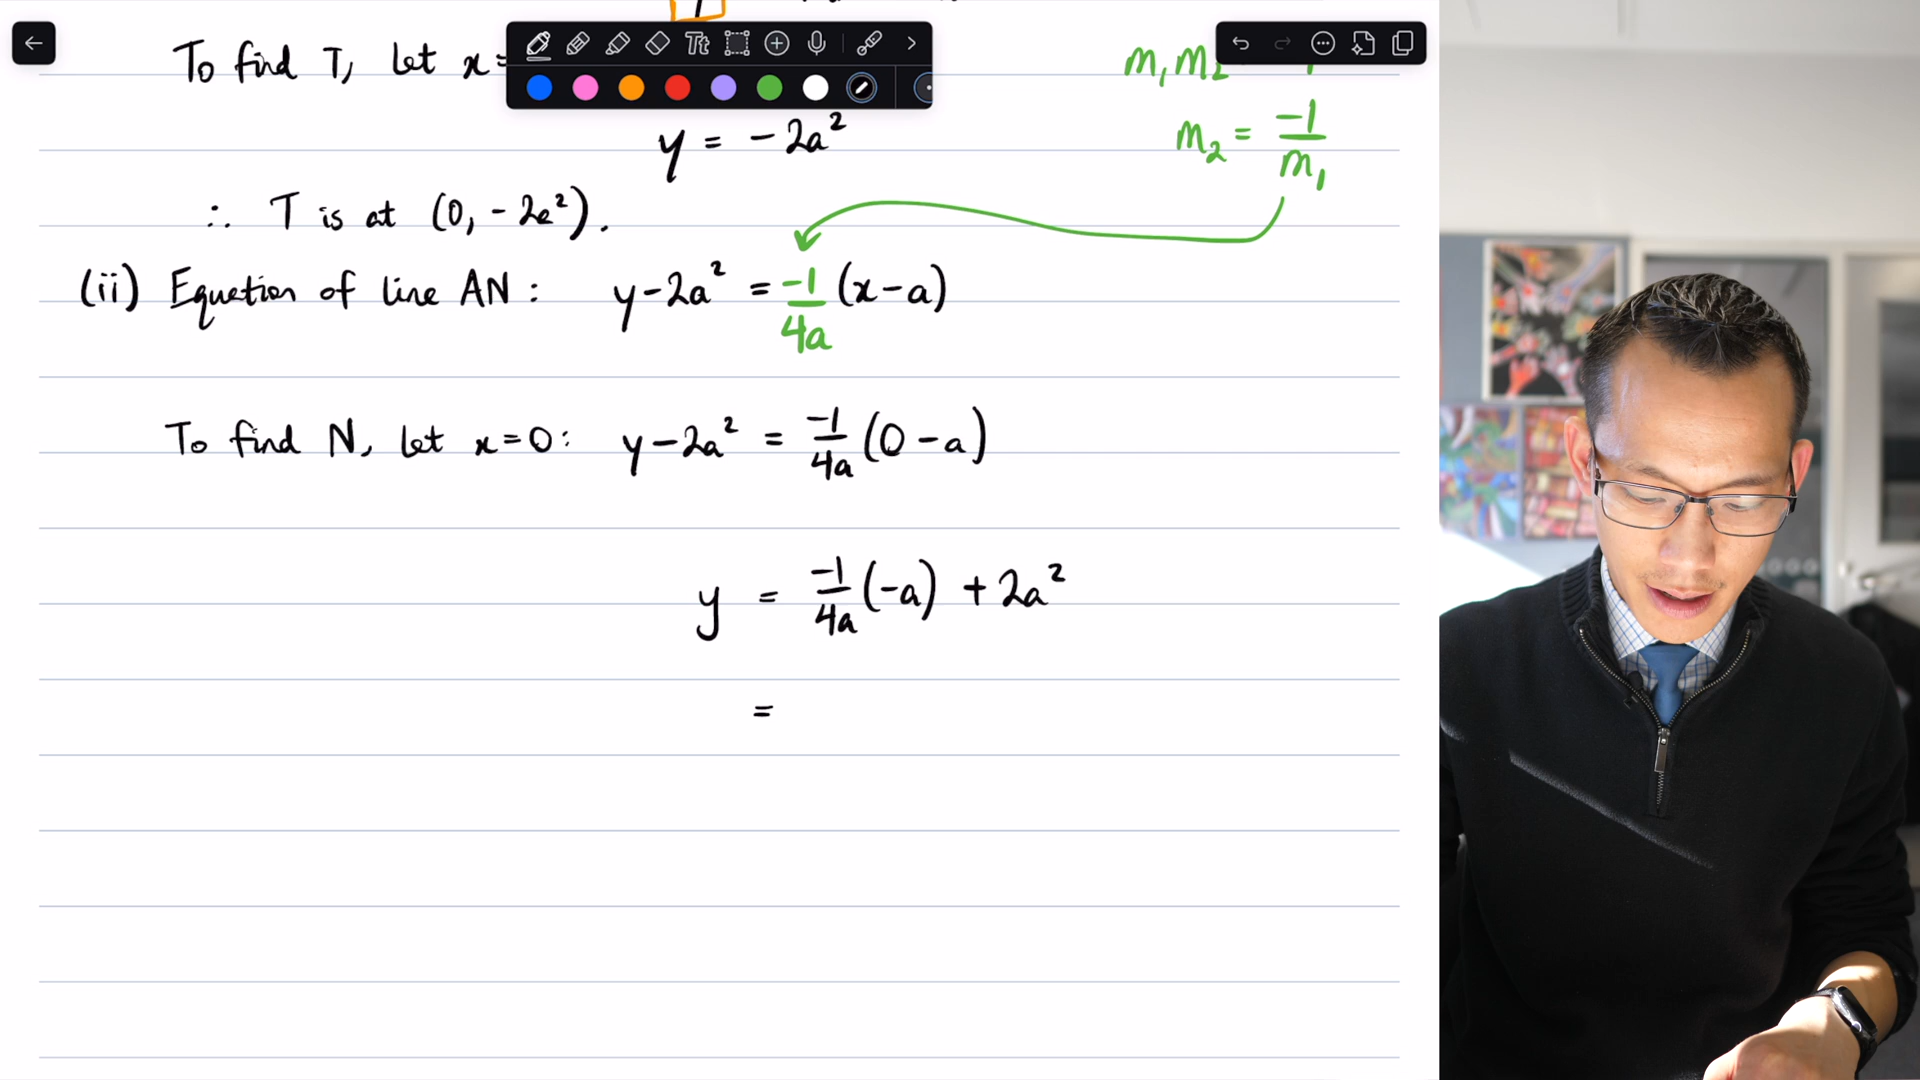 To find T, let x=
Tt
m₁m₂
y = -2a²
m₂ = -1/m₁
∴ T is at (0, -2a²).
(ii) Equation of line AN: y-2a² = -1/4a (x-a)
To find N, let x=0: y-2a² = -1/4a (0-a)
y = -1/4a (-a) + 2a²
=